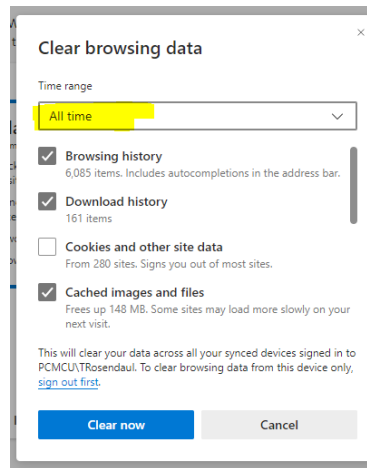 Clear browsing data
Time range
All time
Browsing history
6,085 items. Includes autocompletions in the address bar.
Download history
161 items
Cookies and other site data
From 280 sites. Signs you out of most sites.
Cached images and files
Frees up 148 MB. Some sites may load more slowly on your
next visit.
This will clear your data across all your synced devices signed in to
PCMCU\TRosendaul. To clear browsing data from this device only,
sign out first.
Clear now
Cancel